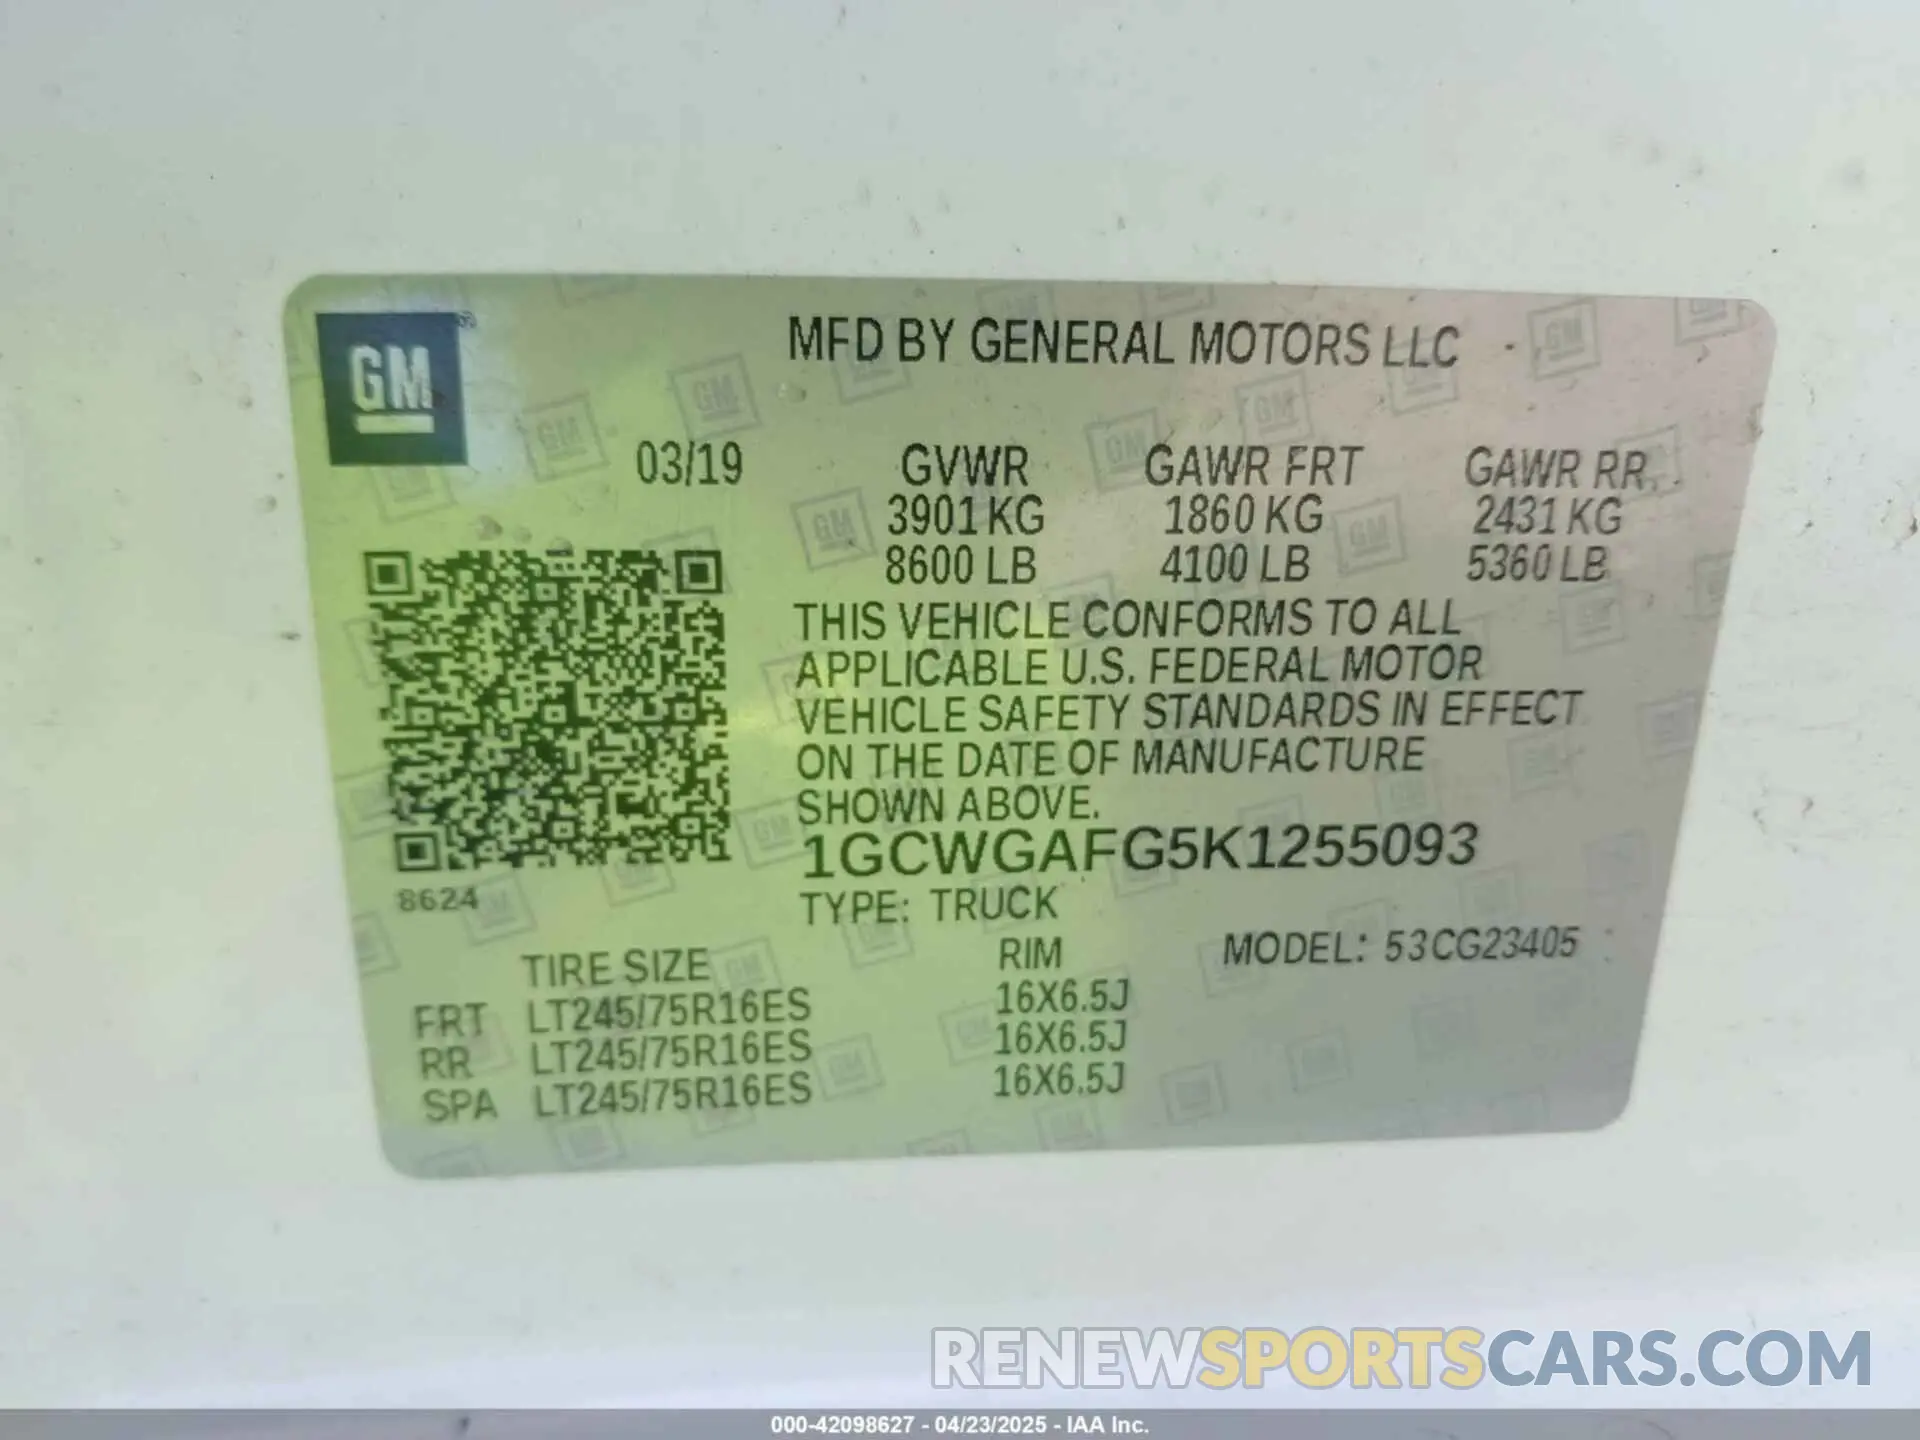 GM
MFD BY GENERAL MOTORS LLC
03/19 GVWR GAWR FRT GAWR RR
3901 KG 1860 KG 2431 KG
8600 LB 4100 LB 5360 LB
THIS VEHICLE CONFORMS TO ALL
APPLICABLE U.S. FEDERAL MOTOR
VEHICLE SAFETY STANDARDS IN EFFECT
ON THE DATE OF MANUFACTURE
SHOWN ABOVE.
1GCWGAFG5K1255093
8624
TYPE: TRUCK
MODEL: 53CG23405
TIRE SIZE RIM
FRT LT245/75R16ES 16X6.5J
RR LT245/75R16ES 16X6.5J
SPA LT245/75R16ES 16X6.5J
RENEWSPORTSCARS.COM
000-42098627 - 04/23/2025 - IAA Inc.